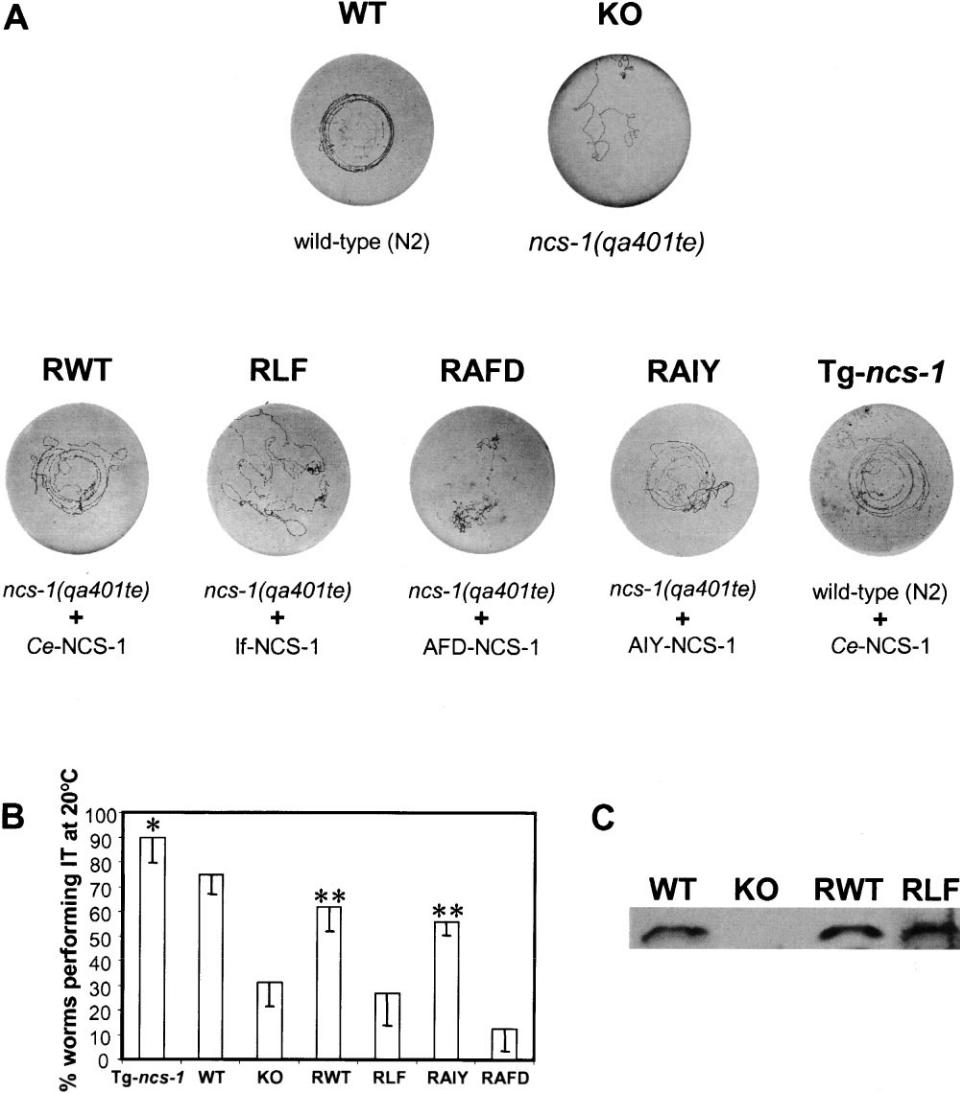 A
WT KO
wild-type (N2) ncs-1(qa401te)
RWT RLF RAFD RAIY Tg-ncs-1
ncs-1(qa401te) ncs-1(qa401te) ncs-1(qa401te) ncs-1(qa401te) wild-type (N2)
+ + + + +
Ce-NCS-1 lf-NCS-1 AFD-NCS-1 AIY-NCS-1 Ce-NCS-1
B
% worms performing IT at 20ºC
100
90
80
70
60
50
40
30
20
10
0
*
**
**
Tg-ncs-1 WT KO RWT RLF RAIY RAFD
C
WT KO RWT RLF